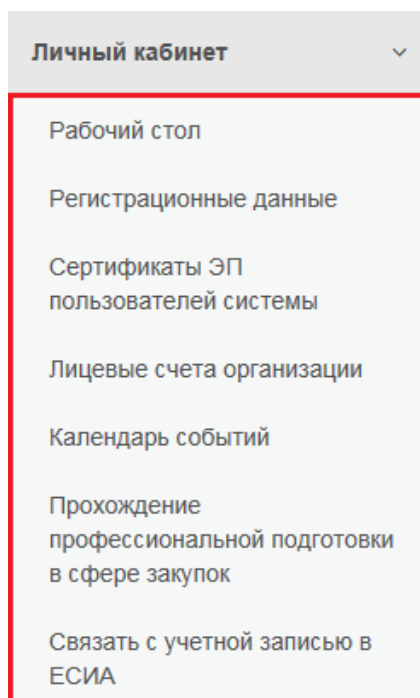 Личный кабинет
Рабочий стол
Регистрационные данные
Сертификаты ЭП
пользователей системы
Лицевые счета организации
Календарь событий
Прохождение
профессиональной подготовки
в сфере закупок
Связать с учетной записью в
ЕСИА